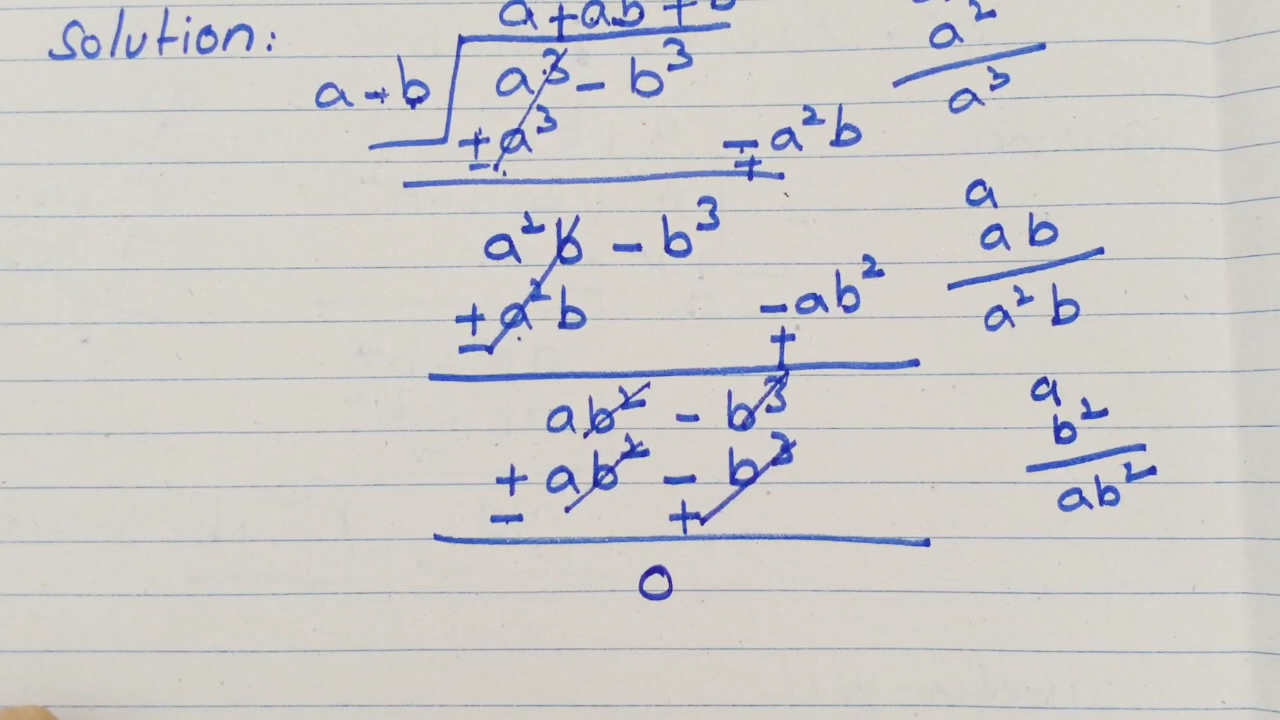 Solution:
a + ab + b
a - b
a³ - b³
+ a³ - a²b
- +
a²b - b³
+ a²b - ab²
- +
ab² - b³
+ ab² - b³
- +
0
a²
a³
a
ab
a²b
a
b²
ab²